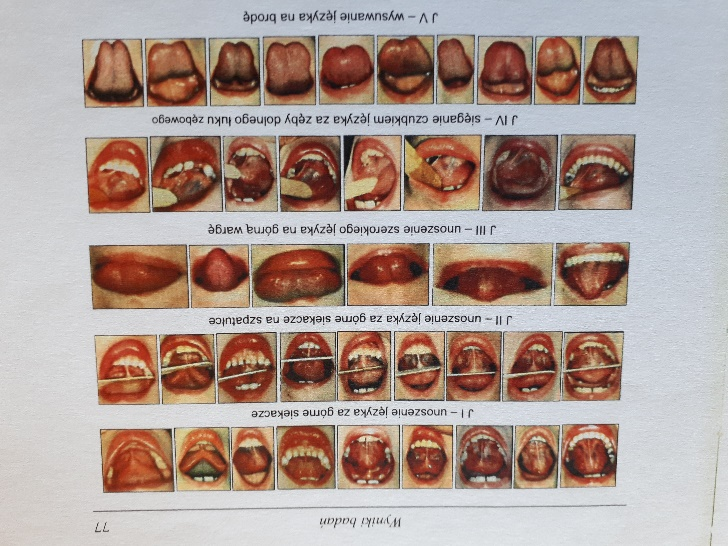 Wyniki badań 77
J I – unoszenie języka za górne siekacze
J II – unoszenie języka za górne siekacze na szpatułce
J III – unoszenie szerokiego języka na górną wargę
J IV – sięganie czubkiem języka za zęby dolnego łuku zębowego
J V – wysuwanie języka na brodę